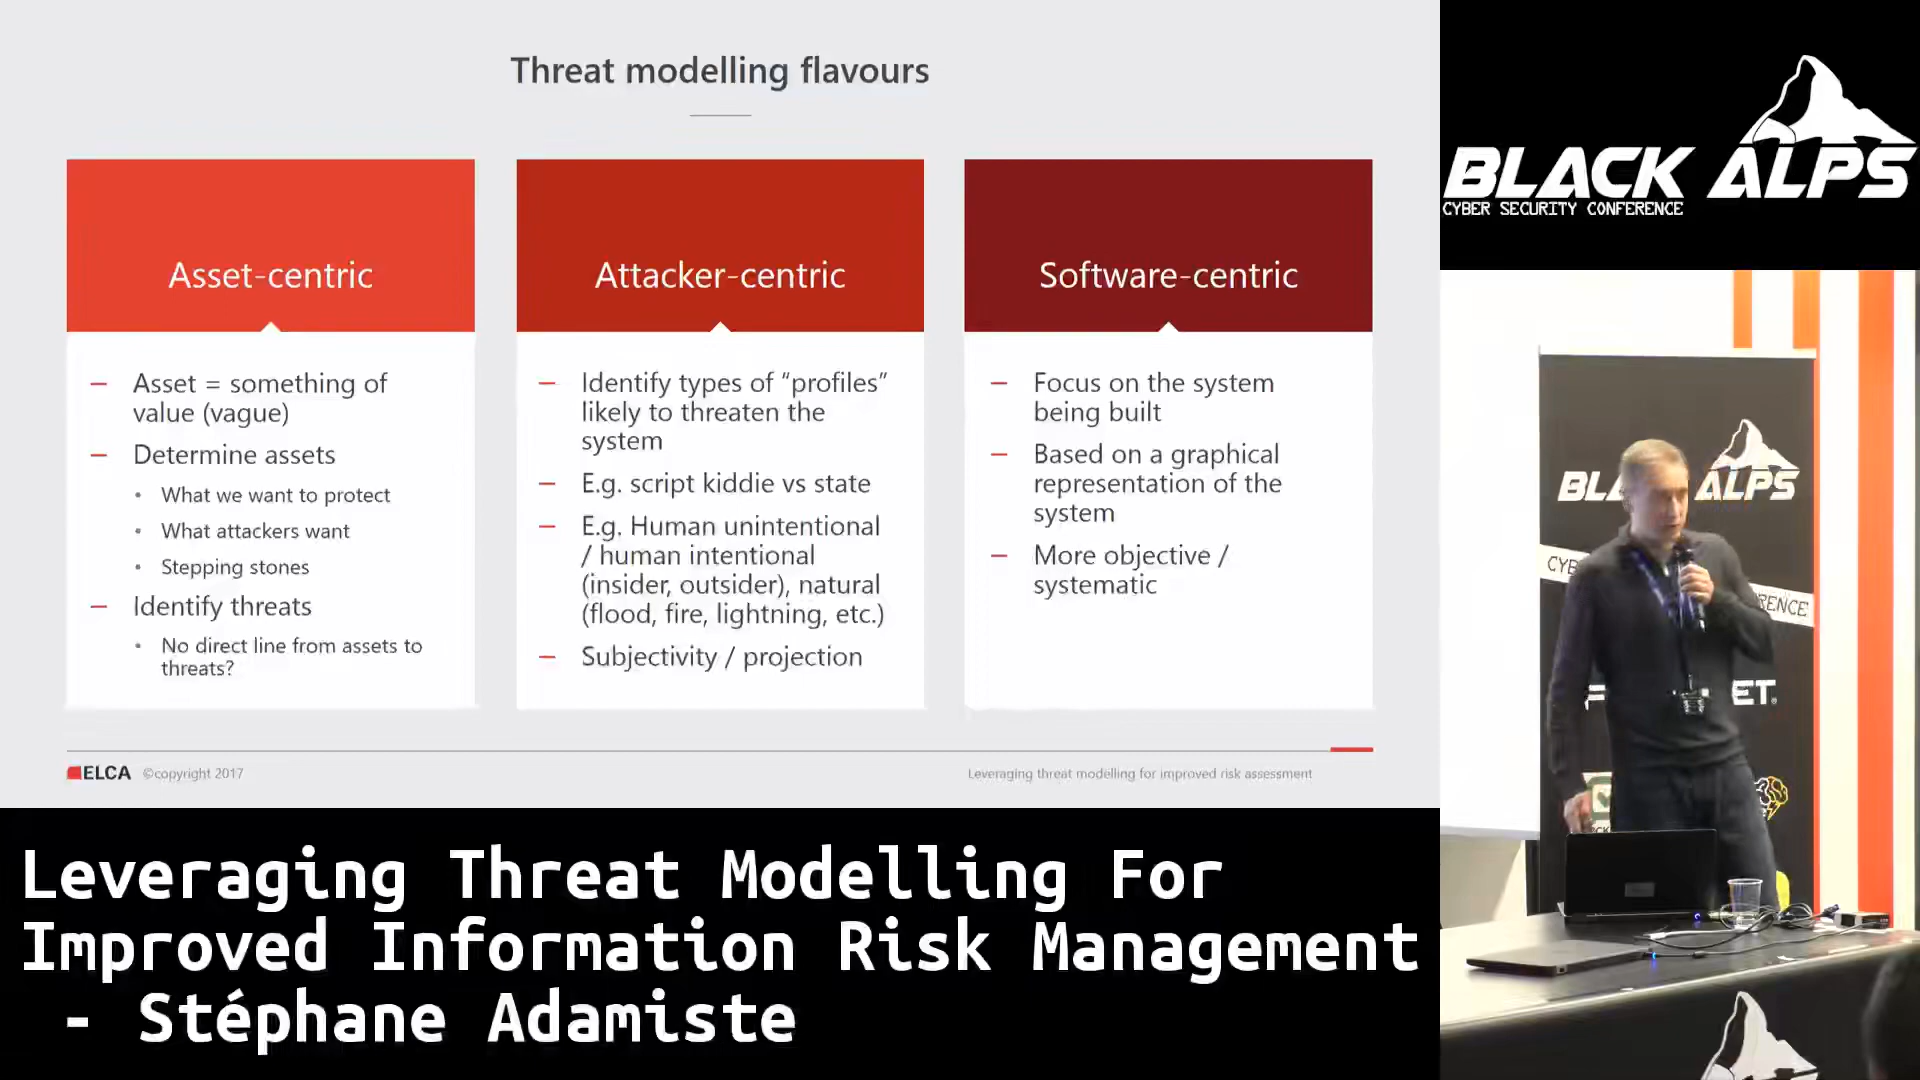 Threat modelling flavours
Asset-centric
Asset = something of
value (vague)
Determine assets
What we want to protect
What attackers want
Stepping stones
Identify threats
No direct line from assets to
threats?
Attacker-centric
Identify types of “profiles”
likely to threaten the
system
E.g. script kiddie vs state
E.g. Human unintentional
/ human intentional
(insider, outsider), natural
(flood, fire, lightning, etc.)
Subjectivity / projection
Software-centric
Focus on the system
being built
Based on a graphical
representation of the
system
More objective /
systematic
ELCA ©copyright 2017
Leveraging threat modelling for improved risk assessment
Leveraging Threat Modelling For
Improved Information Risk Management
- Stéphane Adamiste
BLACK ALPS
CYBER SECURITY CONFERENCE
ALPS